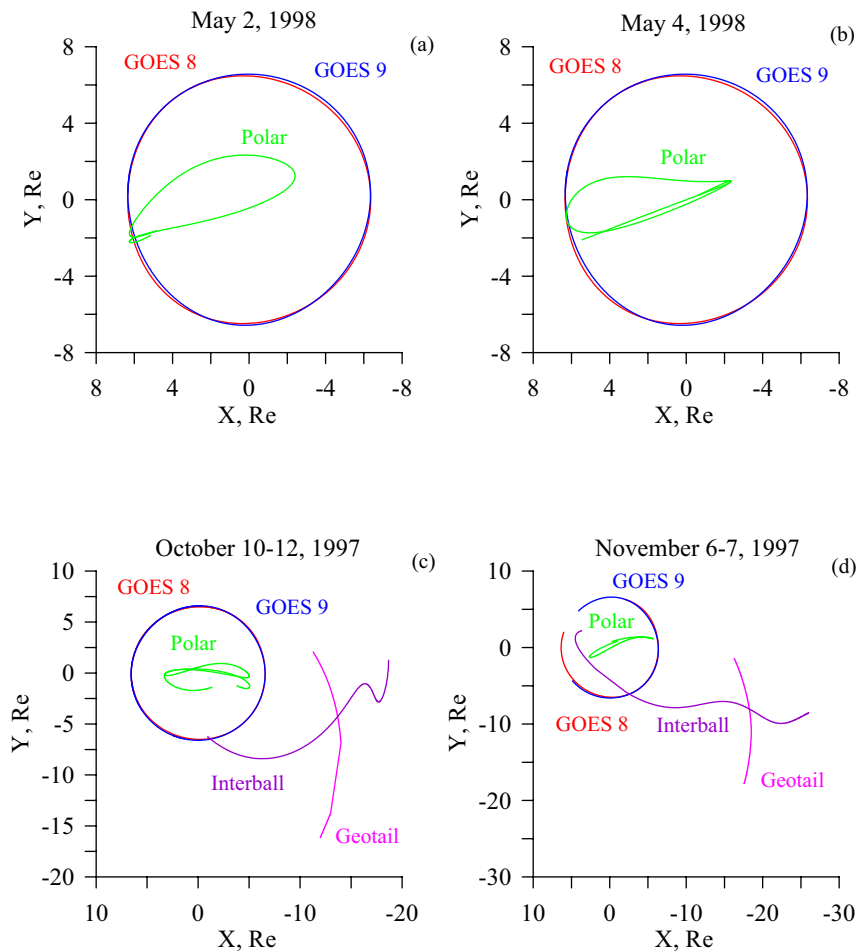 May 2, 1998
(a)
8
GOES 8
GOES 9
4
Polar
Y, Re
0
-4
-8
8 4 0 -4 -8
X, Re
May 4, 1998
(b)
8
GOES 8
GOES 9
4
Polar
Y, Re
0
-4
-8
8 4 0 -4 -8
X, Re
October 10-12, 1997
(c)
10
GOES 8
GOES 9
5
Polar
0
Y, Re
-5
Interball
-10
-15
Geotail
-20
10 0 -10 -20
X, Re
November 6-7, 1997
(d)
10
GOES 9
Polar
0
Y, Re
GOES 8
Interball
-10
Geotail
-20
-30
10 0 -10 -20 -30
X, Re